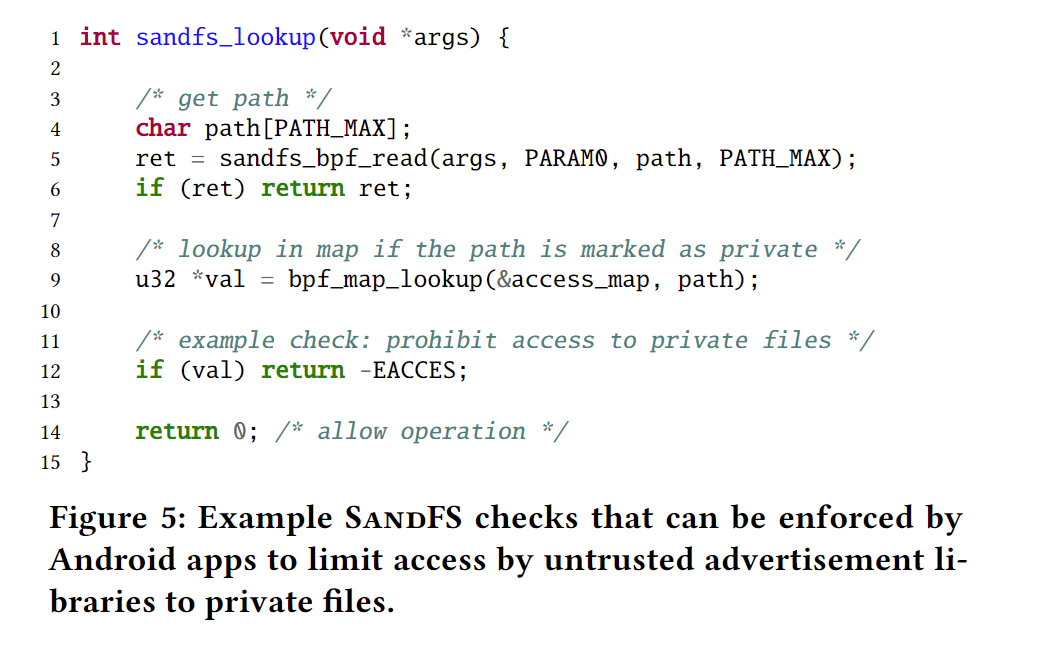 1 int sandfs_lookup(void *args) {
2
3 /* get path */
4 char path[PATH_MAX];
5 ret = sandfs_bpf_read(args, PARAM0, path, PATH_MAX);
6 if (ret) return ret;
7
8 /* lookup in map if the path is marked as private */
9 u32 *val = bpf_map_lookup(&access_map, path);
10
11 /* example check: prohibit access to private files */
12 if (val) return -EACCES;
13
14 return 0; /* allow operation */
15 }
Figure 5: Example SandFS checks that can be enforced by
Android apps to limit access by untrusted advertisement li-
braries to private files.